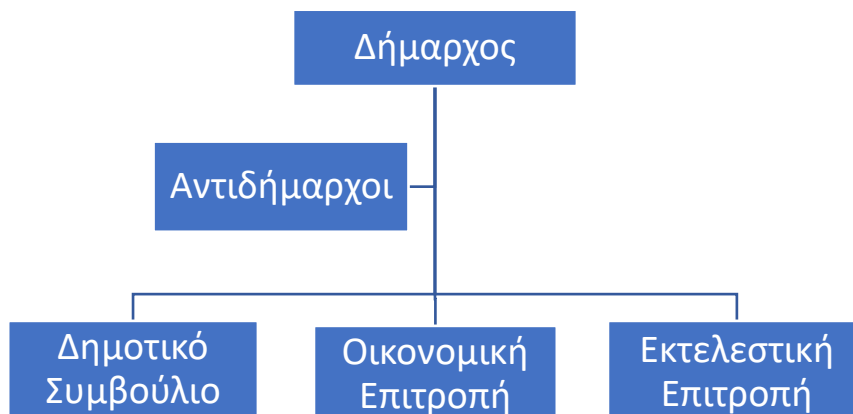 Δήμαρχος
Αντιδήμαρχοι
Δημοτικό
Συμβούλιο
Οικονομική
Επιτροπή
Εκτελεστική
Επιτροπή